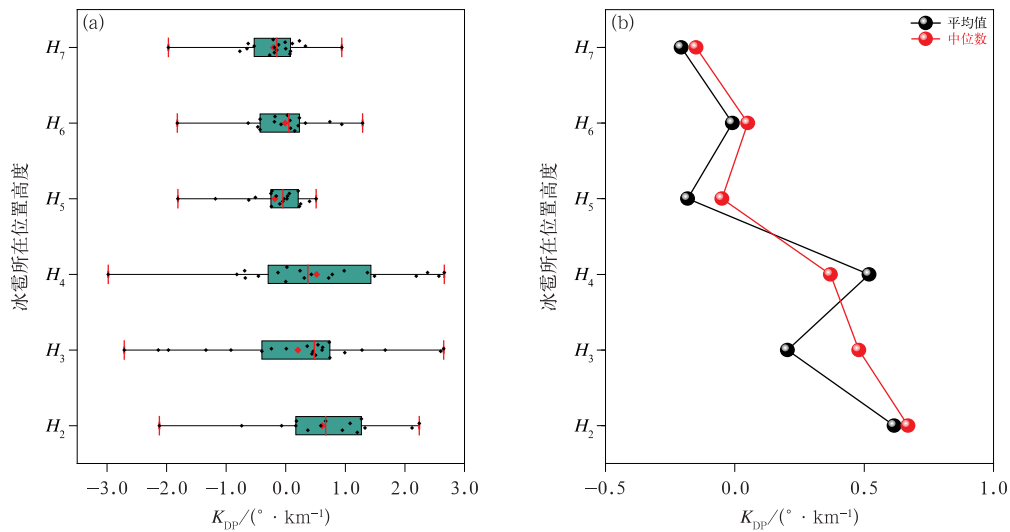 (a)
冰雹所在位置高度
H₇
H₆
H₅
H₄
H₃
H₂
−3.0 −2.0 −1.0 0.0 1.0 2.0 3.0
K_DP/(° · km⁻¹)
(b)
平均值
中位数
冰雹所在位置高度
H₇
H₆
H₅
H₄
H₃
H₂
−0.5 0.0 0.5 1.0
K_DP/(° · km⁻¹)